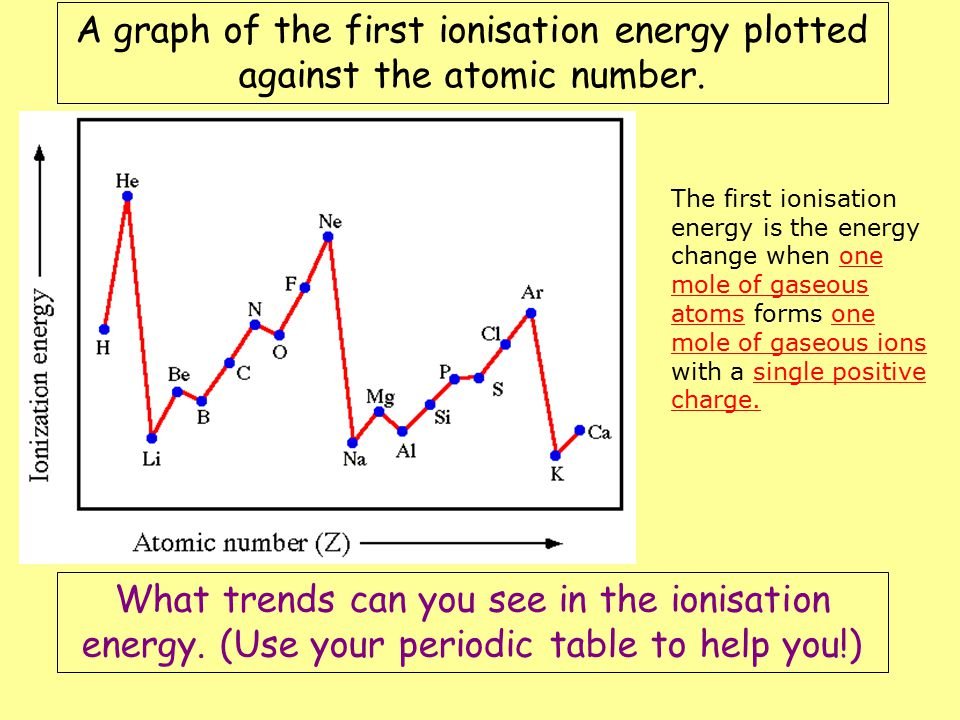 A graph of the first ionisation energy plotted
against the atomic number.
Ionization energy
He
Ne
Ar
H
Li
Be
B
C
N
O
F
Na
Mg
Al
Si
P
S
Cl
K
Ca
Atomic number (Z)
The first ionisation
energy is the energy
change when one
mole of gaseous
atoms forms one
mole of gaseous ions
with a single positive
charge.
What trends can you see in the ionisation
energy. (Use your periodic table to help you!)